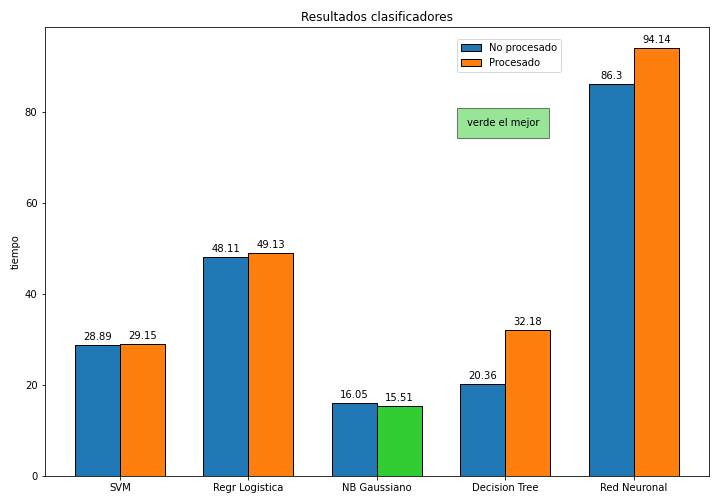 Resultados clasificadores
No procesado
Procesado
verde el mejor
tiempo
80
60
40
20
0
28.89
29.15
48.11
49.13
16.05
15.51
20.36
32.18
86.3
94.14
SVM
Regr Logistica
NB Gaussiano
Decision Tree
Red Neuronal